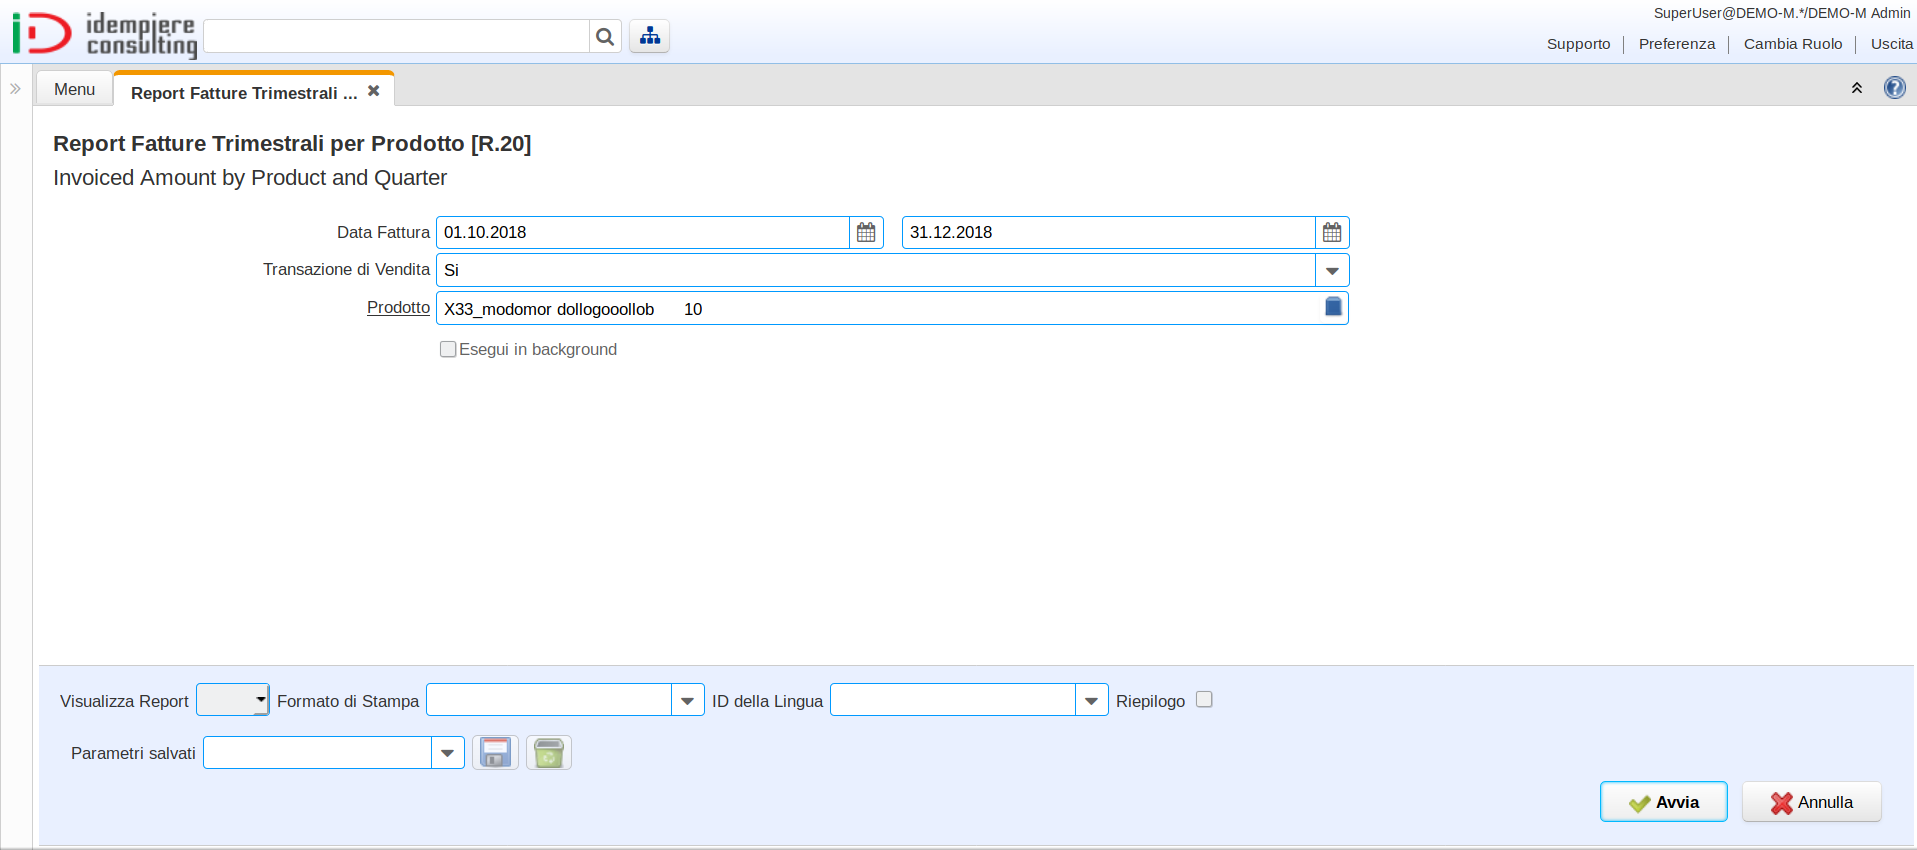 idempiere
consulting
SuperUser@DEMO-M.*/DEMO-M Admin
Supporto Preferenza Cambia Ruolo Uscita
Menu Report Fatture Trimestrali ...
Report Fatture Trimestrali per Prodotto [R.20]
Invoiced Amount by Product and Quarter
Data Fattura 01.10.2018 31.12.2018
Transazione di Vendita Si
Prodotto X33_modomor dollogooollob 10
Esegui in background
Visualizza Report Formato di Stampa ID della Lingua Riepilogo
Parametri salvati
Avvia Annulla